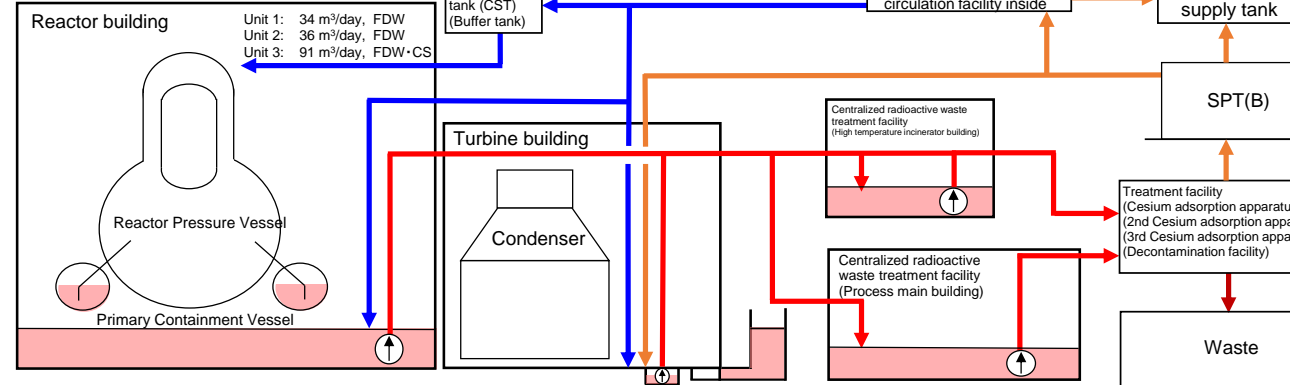 Reactor building
Unit 1: 34 m³/day, FDW
Unit 2: 36 m³/day, FDW
Unit 3: 91 m³/day, FDW・CS
tank (CST)
(Buffer tank)
circulation facility inside
supply tank
SPT(B)
Turbine building
Centralized radioactive waste
treatment facility
(High temperature incinerator building)
Treatment facility
(Cesium adsorption apparatu
(2nd Cesium adsorption appa
(3rd Cesium adsorption appa
(Decontamination facility)
Reactor Pressure Vessel
Condenser
Centralized radioactive
waste treatment facility
(Process main building)
Primary Containment Vessel
Waste